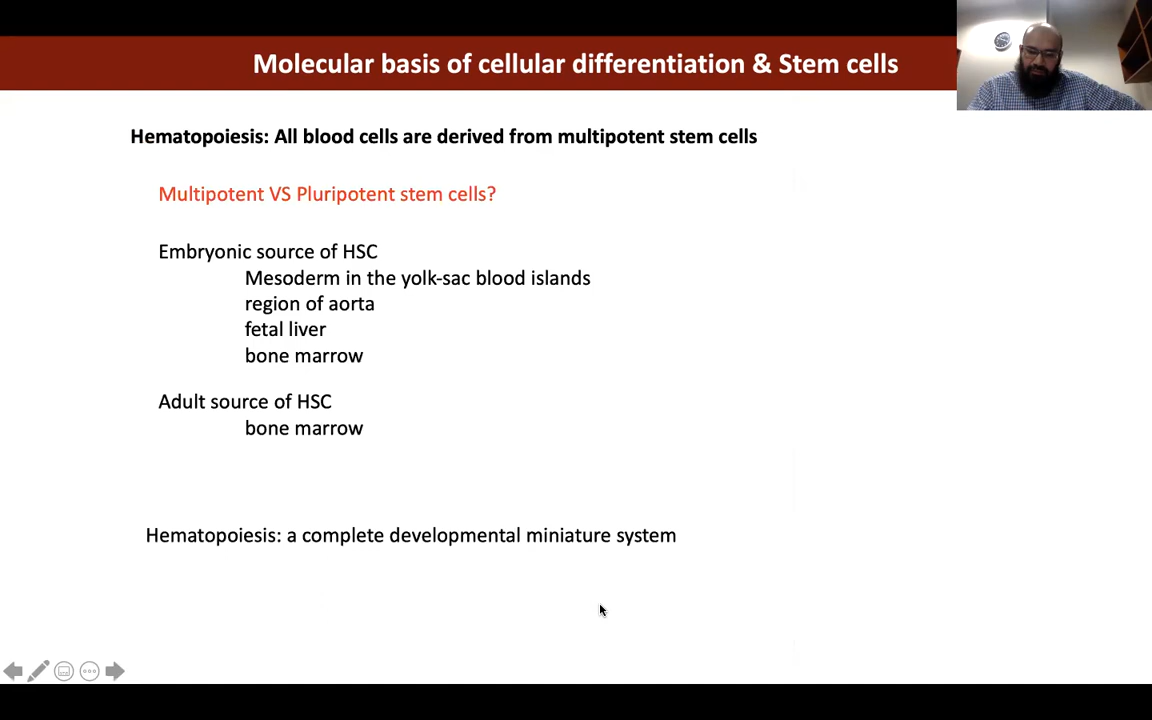 Molecular basis of cellular differentiation & Stem cells
Hematopoiesis: All blood cells are derived from multipotent stem cells
Multipotent VS Pluripotent stem cells?
Embryonic source of HSC
Mesoderm in the yolk-sac blood islands
region of aorta
fetal liver
bone marrow
Adult source of HSC
bone marrow
Hematopoiesis: a complete developmental miniature system